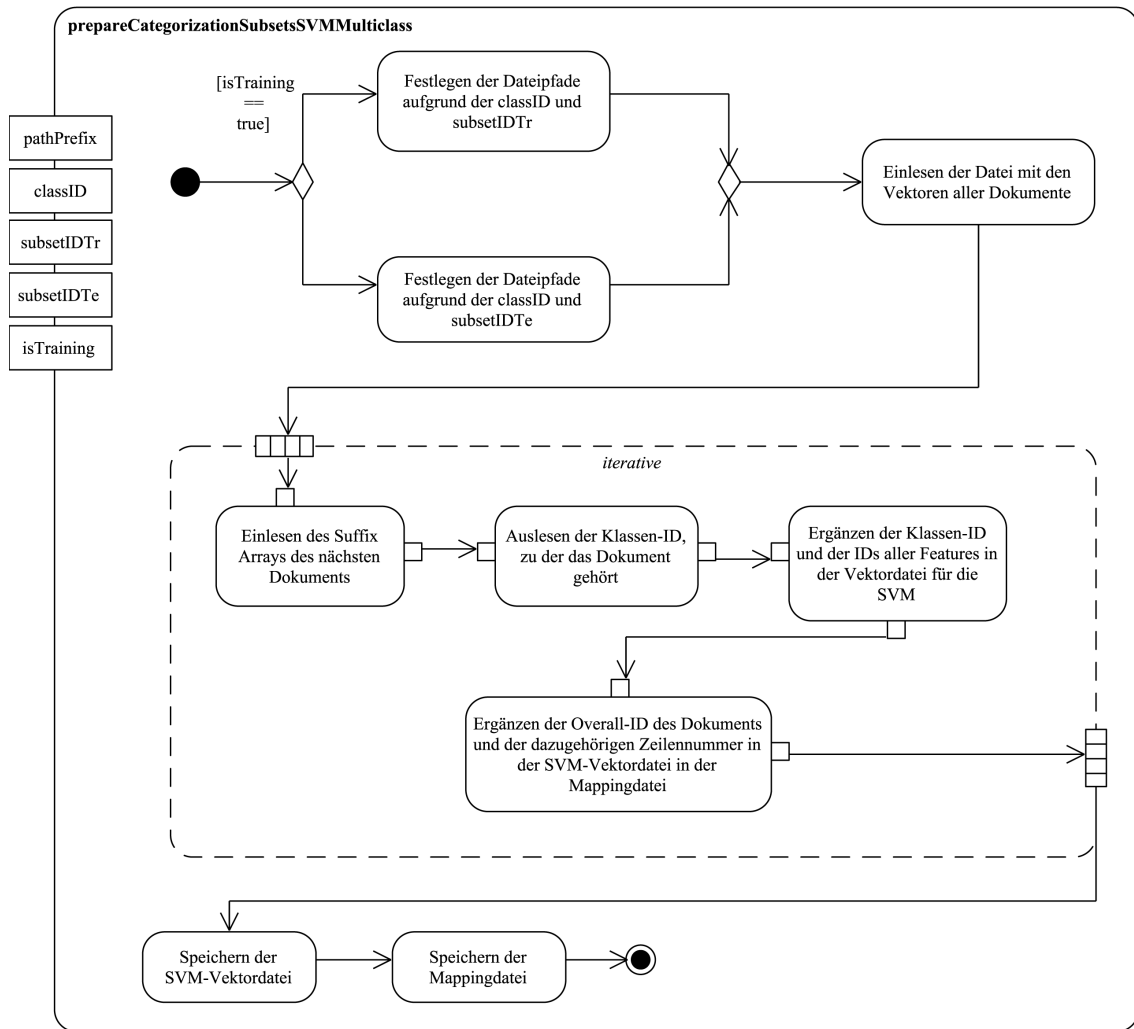 prepareCategorizationSubsetsSVMMulticlass
[isTraining
==
true]
Festlegen der Dateipfade
aufgrund der classID und
subsetIDTr
pathPrefix
classID
subsetIDTr
subsetIDTe
isTraining
Einlesen der Datei mit den
Vektoren aller Dokumente
Festlegen der Dateipfade
aufgrund der classID und
subsetIDTe
iterative
Einlesen des Suffix
Arrays des nächsten
Dokuments
Auslesen der Klassen-ID,
zu der das Dokument
gehört
Ergänzen der Klassen-ID
und der IDs aller Features in
der Vektordatei für die
SVM
Ergänzen der Overall-ID des Dokuments
und der dazugehörigen Zeilennummer in
der SVM-Vektordatei in der
Mappingdatei
Speichern der
SVM-Vektordatei
Speichern der
Mappingdatei